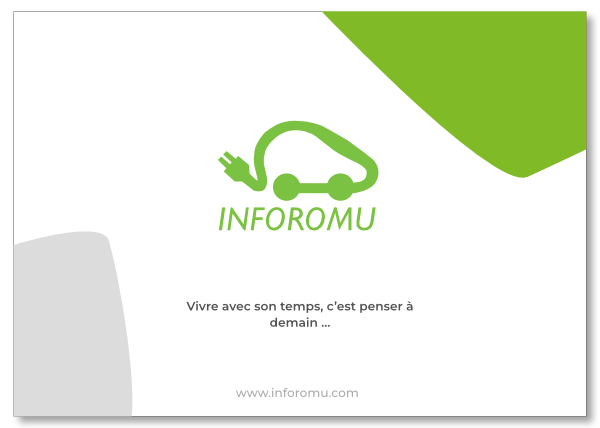 INFOROMU
Vivre avec son temps, c’est penser à
demain ...
www.inforomu.com